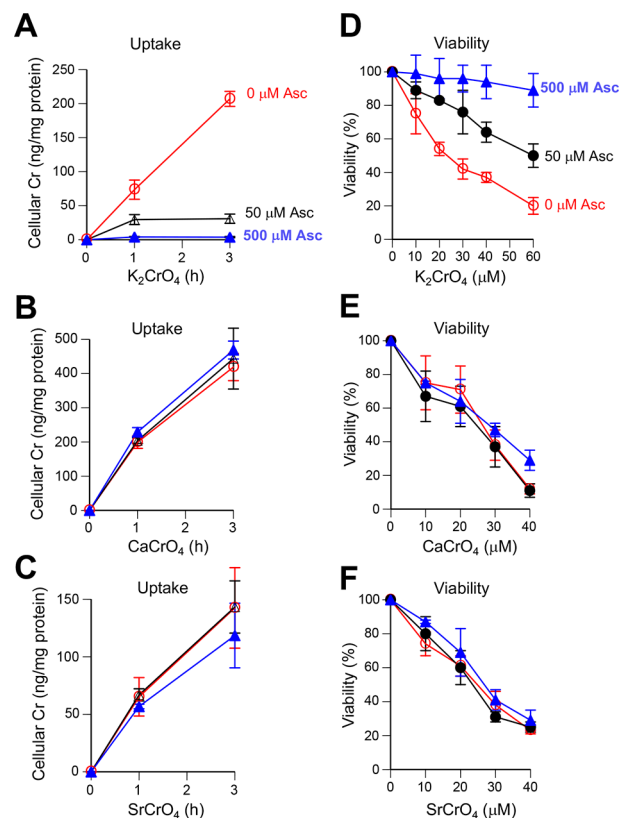 A
Uptake
Cellular Cr (ng/mg protein)
250
200
150
100
50
0
0 μM Asc
50 μM Asc
500 μM Asc
0 1 2 3
K₂CrO₄ (h)
D
Viability
Viability (%)
100
80
60
40
20
0
500 μM Asc
50 μM Asc
0 μM Asc
0 10 20 30 40 50 60
K₂CrO₄ (μM)
B
Uptake
Cellular Cr (ng/mg protein)
500
400
300
200
100
0
0 1 2 3
CaCrO₄ (h)
E
Viability
Viability (%)
100
80
60
40
20
0
0 10 20 30 40
CaCrO₄ (μM)
C
Uptake
Cellular Cr (ng/mg protein)
150
100
50
0
0 1 2 3
SrCrO₄ (h)
F
Viability
Viability (%)
100
80
60
40
20
0
0 10 20 30 40
SrCrO₄ (μM)